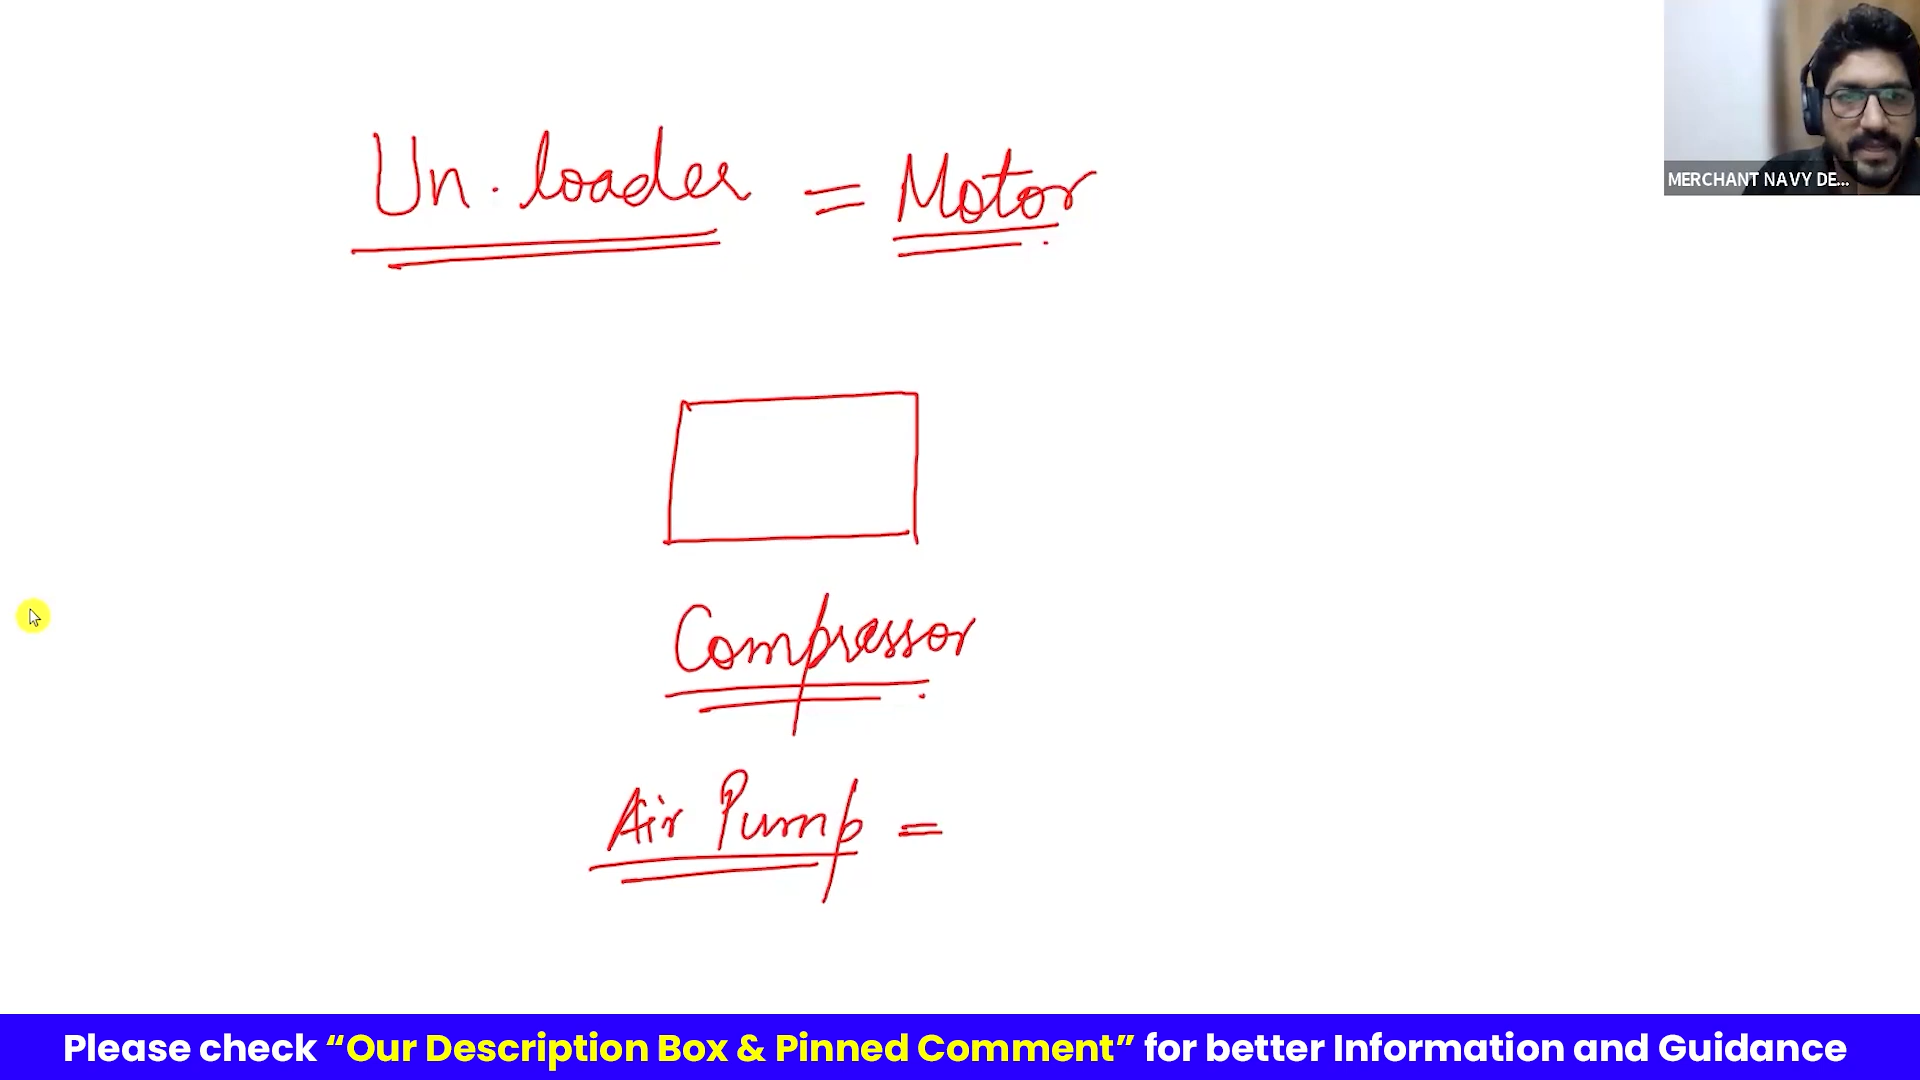 MERCHANT NAVY DE...
Un.loader = Motor
Compressor
Air Pump =
Please check “Our Description Box & Pinned Comment” for better Information and Guidance